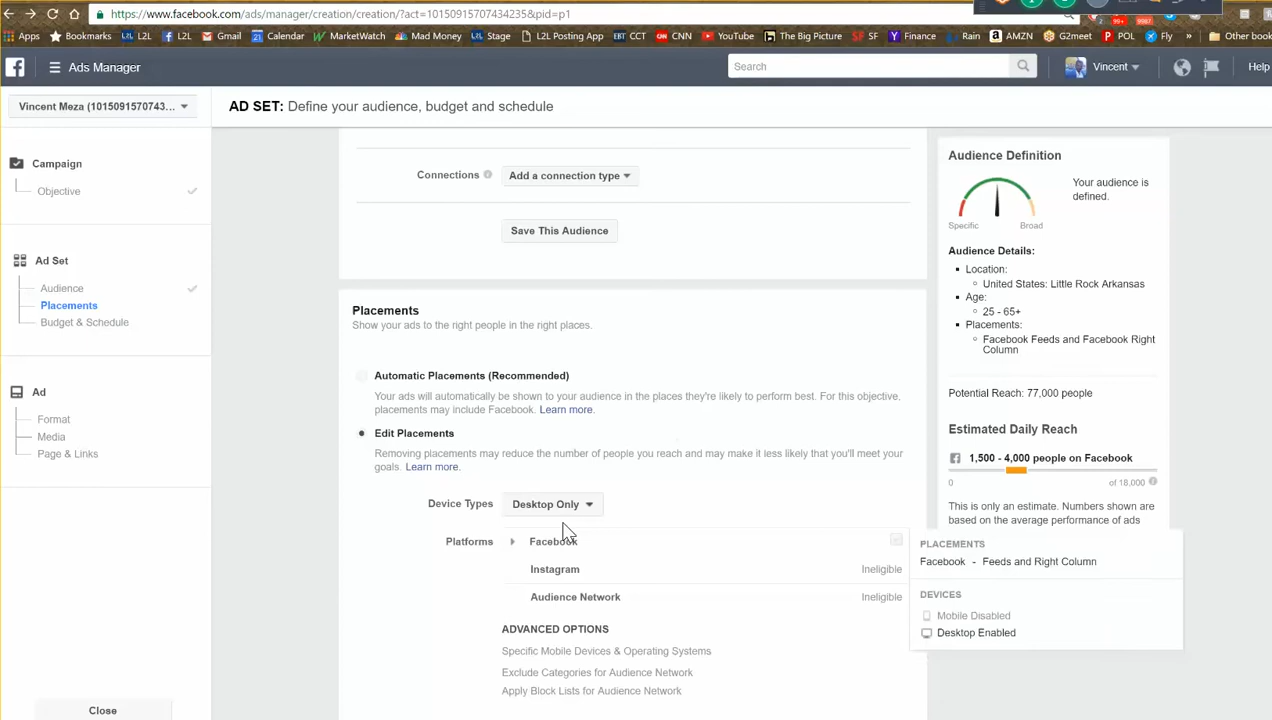 https://www.facebook.com/ads/manager/creation/creation/?act=10150915707434235&pid=p1
99+
9987
Apps Bookmarks L2L L2L f L2L Gmail Calendar MarketWatch Mad Money Stage L2L Posting App EBT CCT CNN YouTube The Big Picture SF SF Finance Rain AMZN G2meet POL Fly » Other book
Ads Manager
Search
Vincent
Help
Vincent Meza (1015091570743...
AD SET: Define your audience, budget and schedule
Campaign
Objective
Ad Set
Audience
Placements
Budget & Schedule
Ad
Format
Media
Page & Links
Close
Connections
Add a connection type
Save This Audience
Placements
Show your ads to the right people in the right places.
Automatic Placements (Recommended)
Your ads will automatically be shown to your audience in the places they're likely to perform best. For this objective,
placements may include Facebook. Learn more.
Edit Placements
Removing placements may reduce the number of people you reach and may make it less likely that you'll meet your
goals. Learn more.
Device Types
Desktop Only
Platforms
Facebook
Instagram
Ineligible
Audience Network
Ineligible
ADVANCED OPTIONS
Specific Mobile Devices & Operating Systems
Exclude Categories for Audience Network
Apply Block Lists for Audience Network
Audience Definition
Your audience is
defined.
Specific
Broad
Audience Details:
Location:
United States: Little Rock Arkansas
Age:
25 - 65+
Placements:
Facebook Feeds and Facebook Right
Column
Potential Reach: 77,000 people
Estimated Daily Reach
1,500 - 4,000 people on Facebook
0
of 18,000
This is only an estimate. Numbers shown are
based on the average performance of ads
PLACEMENTS
Facebook - Feeds and Right Column
DEVICES
Mobile Disabled
Desktop Enabled